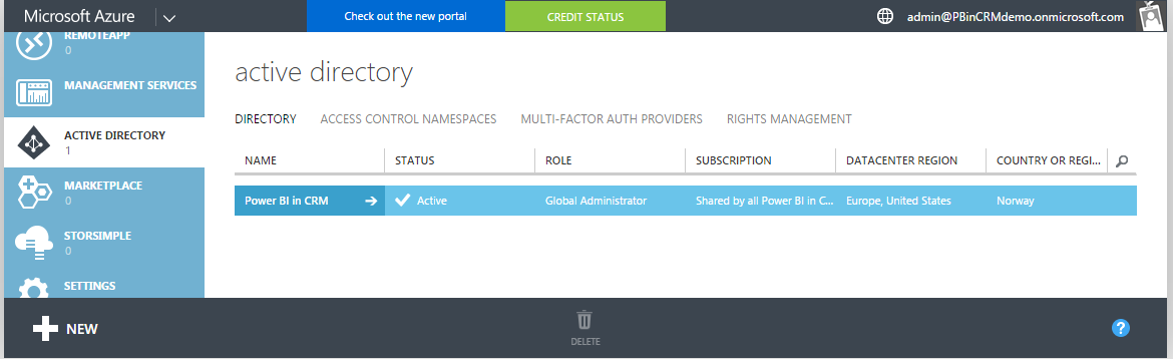 Microsoft Azure
Check out the new portal
CREDIT STATUS
admin@PBinCRMdemo.onmicrosoft.com
REMOTEAPP
0
MANAGEMENT SERVICES
ACTIVE DIRECTORY
1
MARKETPLACE
0
STORSIMPLE
0
SETTINGS
active directory
DIRECTORY ACCESS CONTROL NAMESPACES MULTI-FACTOR AUTH PROVIDERS RIGHTS MANAGEMENT
NAME STATUS ROLE SUBSCRIPTION DATACENTER REGION COUNTRY OR REGI...
Power BI in CRM Active Global Administrator Shared by all Power BI in C... Europe, United States Norway
NEW
DELETE
?